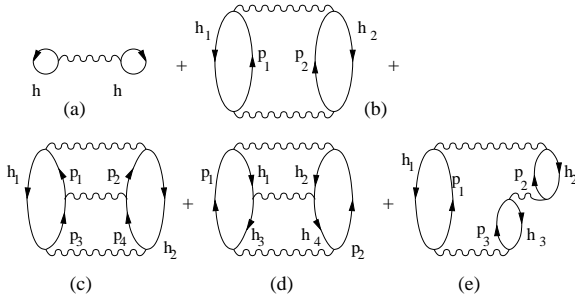 h h
(a)
+
h1 p1 p2 h2
(b)
+
h1 p1 p2 p3 p4 h2
(c)
+
p1 h1 h2 h3 h4 p2
(d)
+
h1 p1 p2 h2 p3 h3
(e)